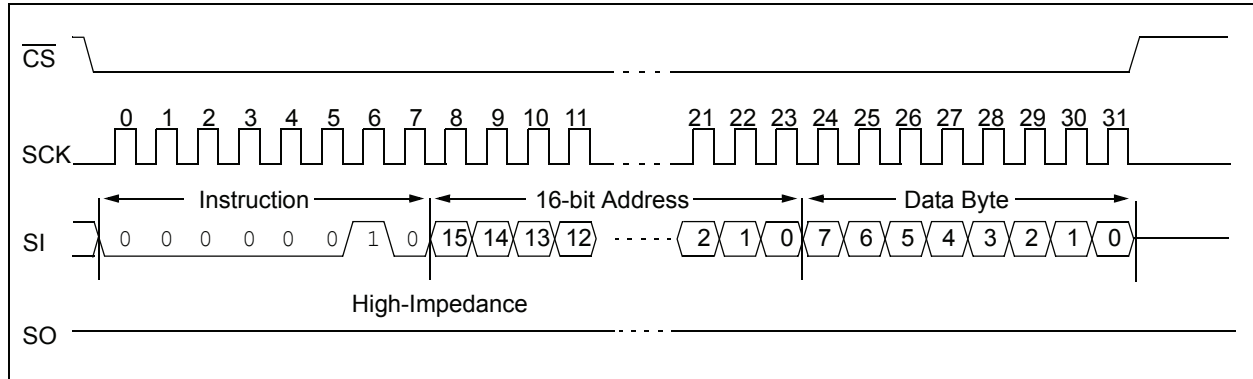 CS
0 1 2 3 4 5 6 7 8 9 10 11 21 22 23 24 25 26 27 28 29 30 31
SCK
Instruction 16-bit Address Data Byte
SI 0 0 0 0 0 0 1 0 15 14 13 12 2 1 0 7 6 5 4 3 2 1 0
High-Impedance
SO